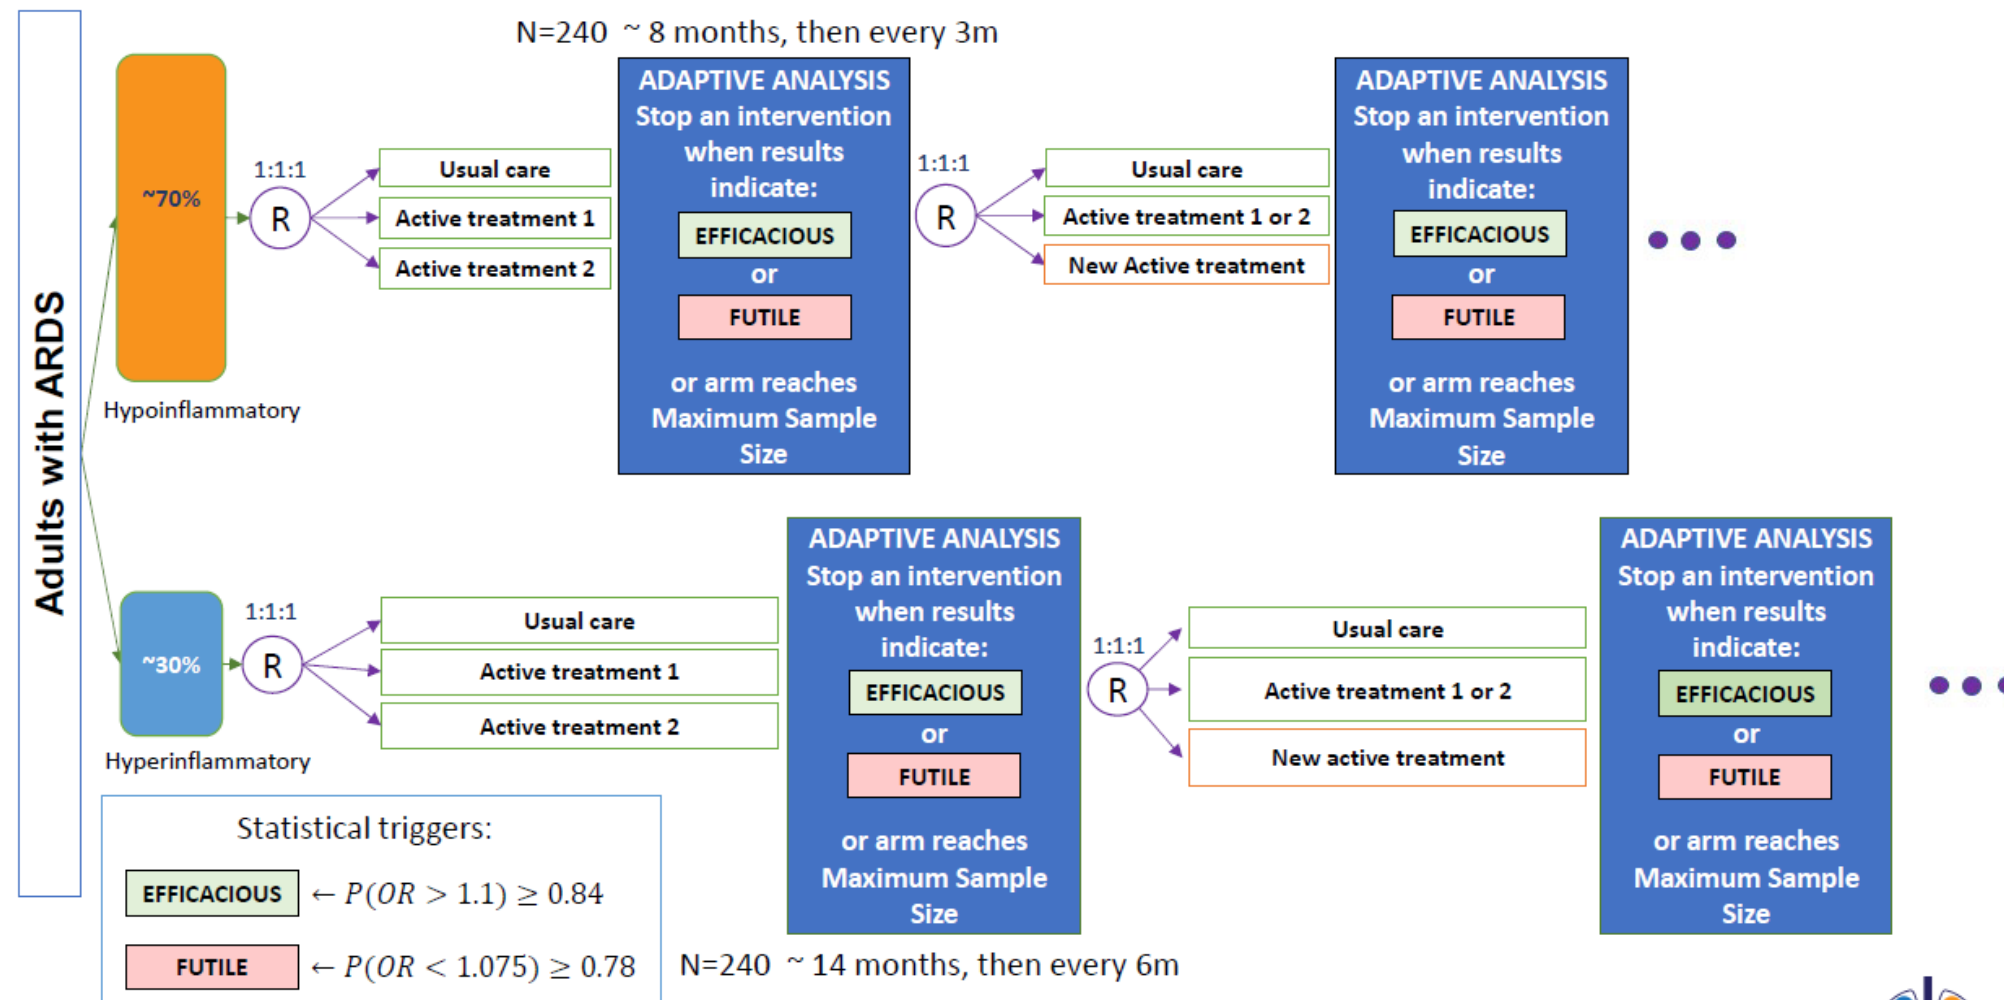 N=240 ~ 8 months, then every 3m
Adults with ARDS
~70%
Hypoinflammatory
1:1:1
R
Usual care
Active treatment 1
Active treatment 2
ADAPTIVE ANALYSIS
Stop an intervention
when results
indicate:
EFFICACIOUS
or
FUTILE
or arm reaches
Maximum Sample
Size
1:1:1
R
Usual care
Active treatment 1 or 2
New Active treatment
ADAPTIVE ANALYSIS
Stop an intervention
when results
indicate:
EFFICACIOUS
or
FUTILE
or arm reaches
Maximum Sample
Size
~30%
Hyperinflammatory
1:1:1
R
Usual care
Active treatment 1
Active treatment 2
ADAPTIVE ANALYSIS
Stop an intervention
when results
indicate:
EFFICACIOUS
or
FUTILE
or arm reaches
Maximum Sample
Size
1:1:1
R
Usual care
Active treatment 1 or 2
New active treatment
ADAPTIVE ANALYSIS
Stop an intervention
when results
indicate:
EFFICACIOUS
or
FUTILE
or arm reaches
Maximum Sample
Size
Statistical triggers:
EFFICACIOUS ← P(OR > 1.1) ≥ 0.84
FUTILE ← P(OR < 1.075) ≥ 0.78
N=240 ~ 14 months, then every 6m